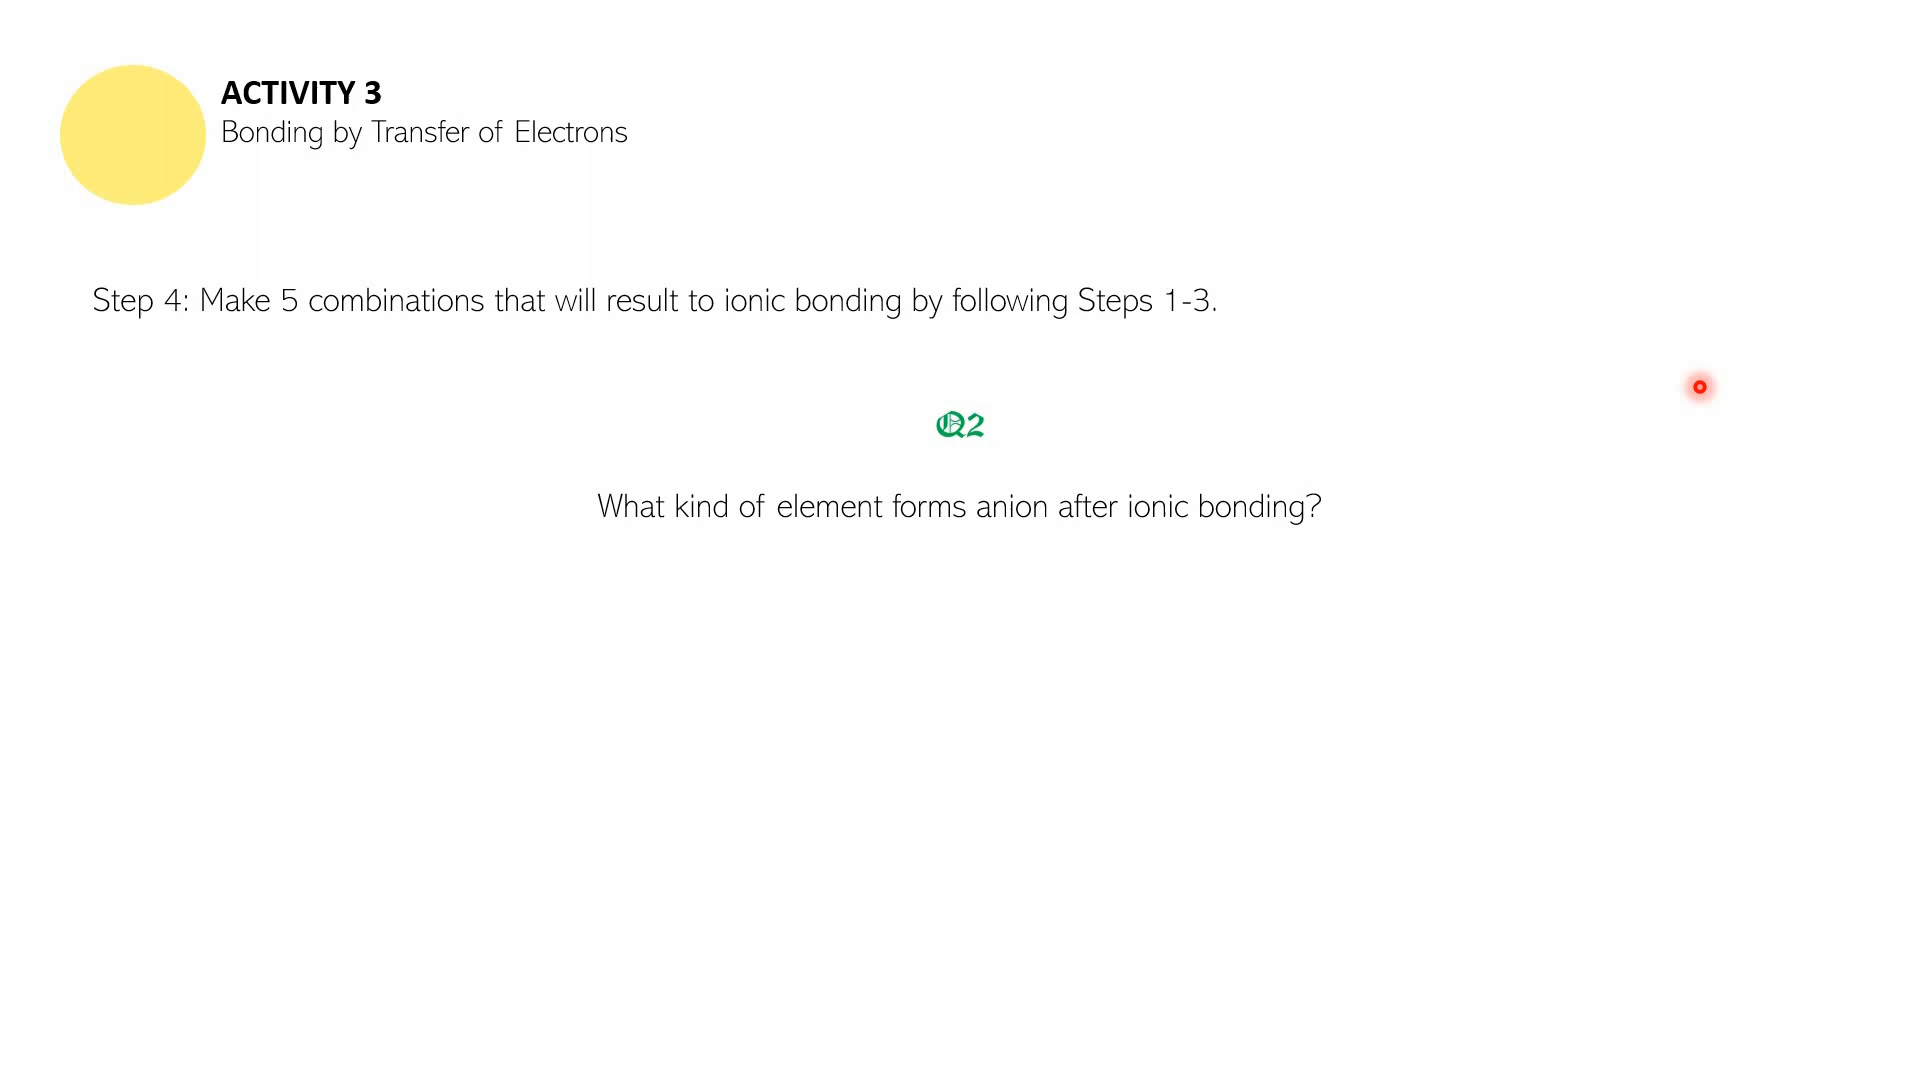 ACTIVITY 3
Bonding by Transfer of Electrons
Step 4: Make 5 combinations that will result to ionic bonding by following Steps 1-3.
Q2
What kind of element forms anion after ionic bonding?